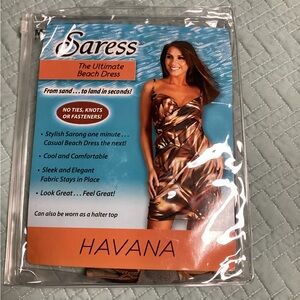 Saress
The Ultimate
Beach Dress
From sand . . . to land in seconds!
NO TIES, KNOTS
OR FASTENERS!
• Stylish Sarong one minute . . .
Casual Beach Dress the next!
• Cool and Comfortable
• Sleek and Elegant
Fabric Stays in Place
• Look Great . . . Feel Great!
Can also be worn as a halter top
HAVANA